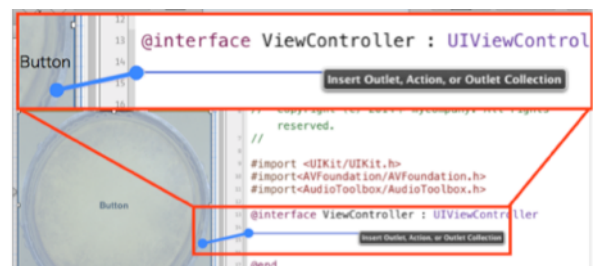 12
13 @interface ViewController : UIViewControl
14
Button
15
Insert Outlet, Action, or Outlet Collection
16
reserved.
//
#import <UIKit/UIKit.h>
#import<AVFoundation/AVFoundation.h>
#import<AudioToolbox/AudioToolbox.h>
Button
@interface ViewController : UIViewController
Insert Outlet, Action, or Outlet Collection
@end